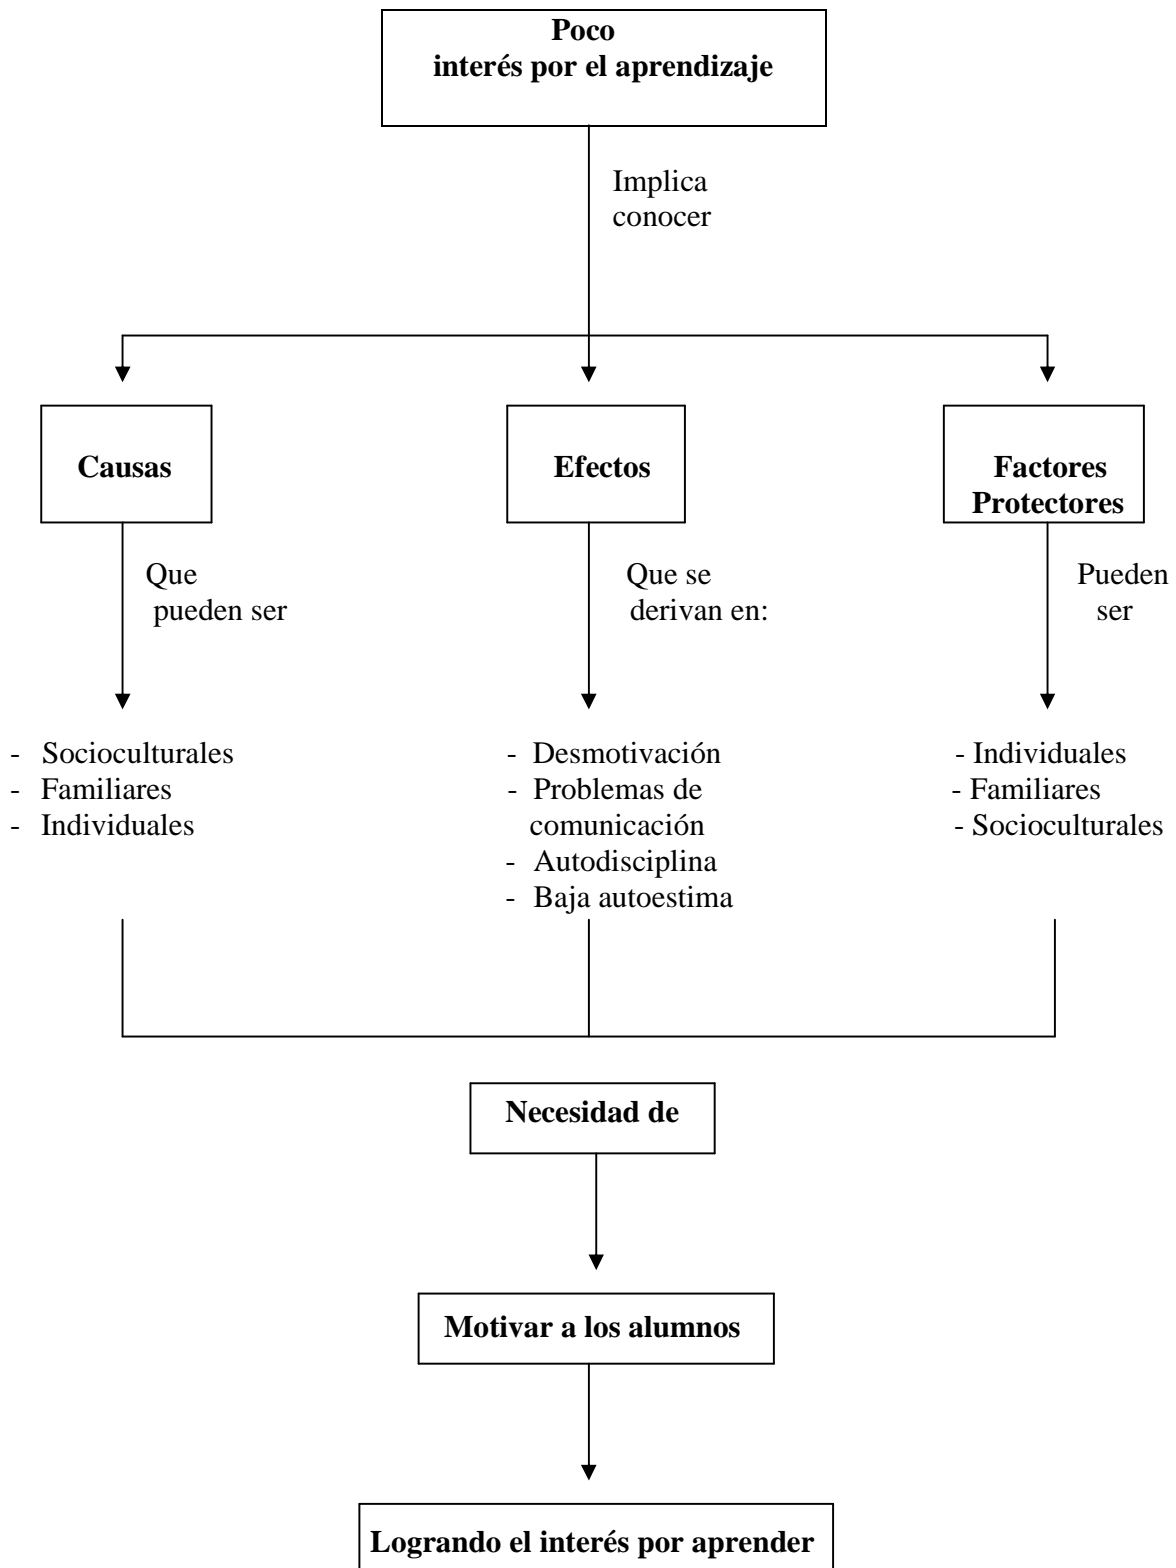 Poco
interés por el aprendizaje
Implica
conocer
Causas
Efectos
Factores
Protectores
Que
pueden ser
Que se
derivan en:
Pueden
ser
- Socioculturales
- Familiares
- Individuales
- Desmotivación
- Problemas de
comunicación
- Autodisciplina
- Baja autoestima
- Individuales
- Familiares
- Socioculturales
Necesidad de
Motivar a los alumnos
Logrando el interés por aprender